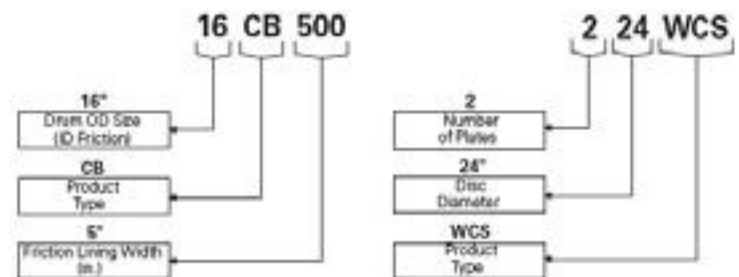 16 CB 500
16"
Drum OD Size
(ID Friction)
CB
Product
Type
5"
Friction Lining Width
(in.)
2 24 WCS
2
Number
of Plates
24"
Disc
Diameter
WCS
Product
Type